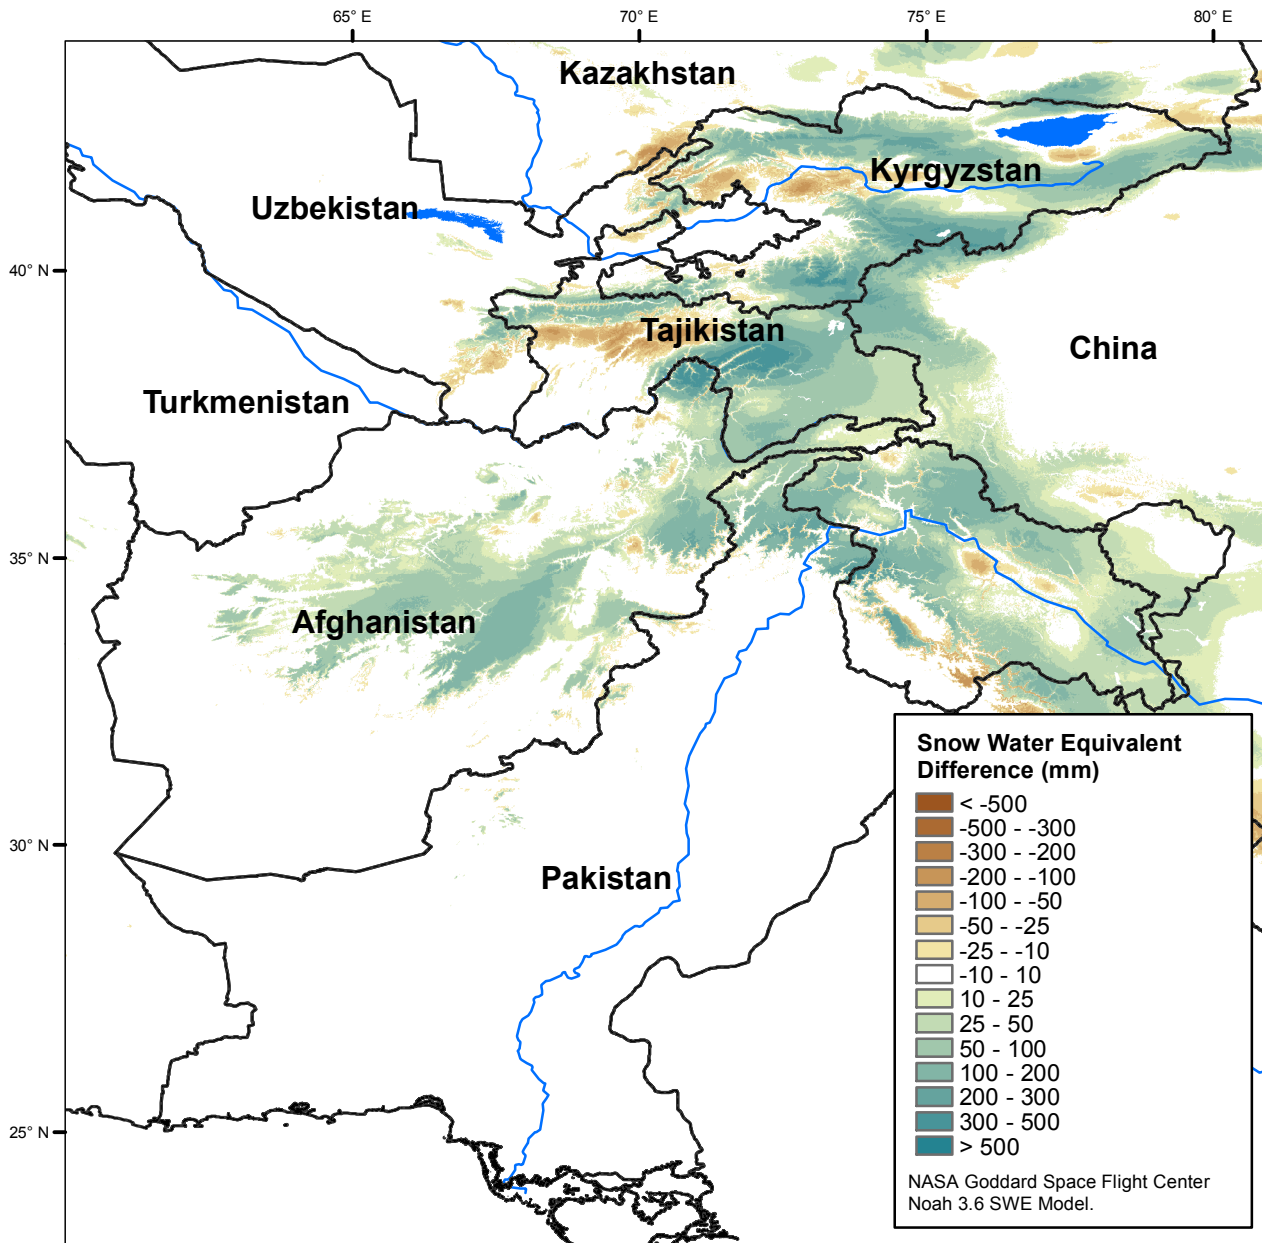 65° E
70° E
75° E
80° E
Kazakhstan
Kyrgyzstan
Uzbekistan
40° N
Tajikistan
China
Turkmenistan
35° N
Afghanistan
30° N
Pakistan
25° N
Snow Water Equivalent
Difference (mm)
< -500
-500 - -300
-300 - -200
-200 - -100
-100 - -50
-50 - -25
-25 - -10
-10 - 10
10 - 25
25 - 50
50 - 100
100 - 200
200 - 300
300 - 500
> 500
NASA Goddard Space Flight Center
Noah 3.6 SWE Model.